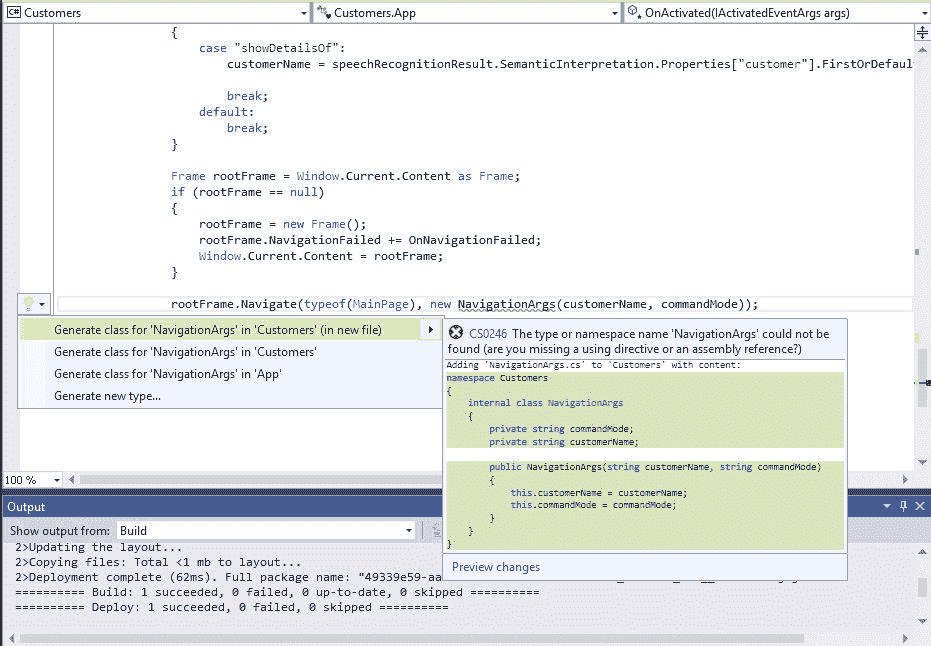 C# Customers
Customers.App
OnActivated(IActivatedEventArgs args)
{
case "showDetailsOf":
customerName = speechRecognitionResult.SemanticInterpretation.Properties["customer"].FirstOrDefaul
break;
default:
break;
}
Frame rootFrame = Window.Current.Content as Frame;
if (rootFrame == null)
{
rootFrame = new Frame();
rootFrame.NavigationFailed += OnNavigationFailed;
Window.Current.Content = rootFrame;
}
rootFrame.Navigate(typeof(MainPage), new NavigationArgs(customerName, commandMode));
Generate class for 'NavigationArgs' in 'Customers' (in new file)
Generate class for 'NavigationArgs' in 'Customers'
Generate class for 'NavigationArgs' in 'App'
Generate new type...
CS0246 The type or namespace name 'NavigationArgs' could not be
found (are you missing a using directive or an assembly reference?)
Adding 'NavigationArgs.cs' to 'Customers' with content:
namespace Customers
{
internal class NavigationArgs
{
private string commandMode;
private string customerName;
public NavigationArgs(string customerName, string commandMode)
{
this.customerName = customerName;
this.commandMode = commandMode;
}
}
}
Preview changes
100 %
Output
Show output from: Build
2>Updating the layout...
2>Copying files: Total <1 mb to layout...
2>Deployment complete (62ms). Full package name: "49339e59-aa
========== Build: 1 succeeded, 0 failed, 0 up-to-date, 0 skipped ==========
========== Deploy: 1 succeeded, 0 failed, 0 skipped ==========